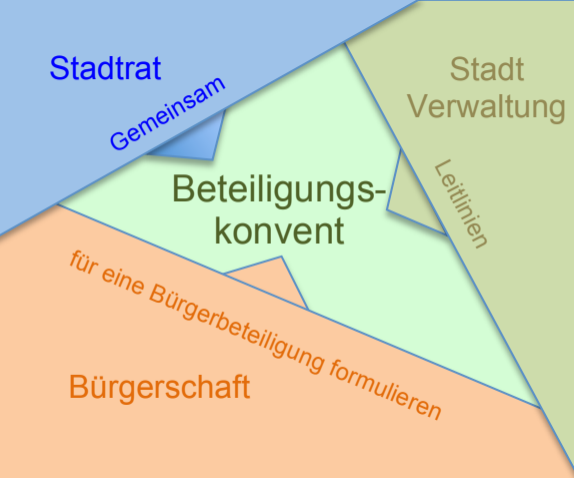 Stadtrat
Gemeinsam
Stadt
Verwaltung
Leitlinien
Beteiligungs-
konvent
für eine Bürgerbeteiligung formulieren
Bürgerschaft